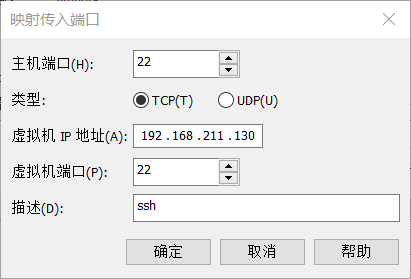 映射传入端口
主机端口(H): 22
类型: TCP(T) UDP(U)
虚拟机 IP 地址(A): 192 . 168 . 211 . 130
虚拟机端口(P): 22
描述(D): ssh
确定 取消 帮助